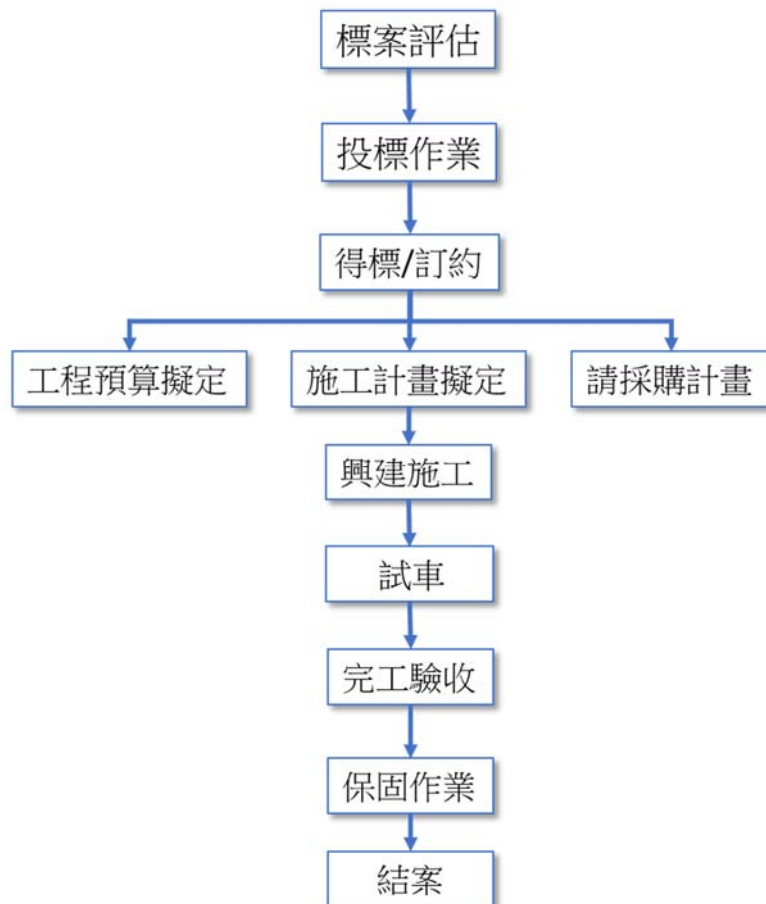 標案評估
投標作業
得標/訂約
工程預算擬定
施工計畫擬定
請採購計畫
興建施工
試車
完工驗收
保固作業
結案